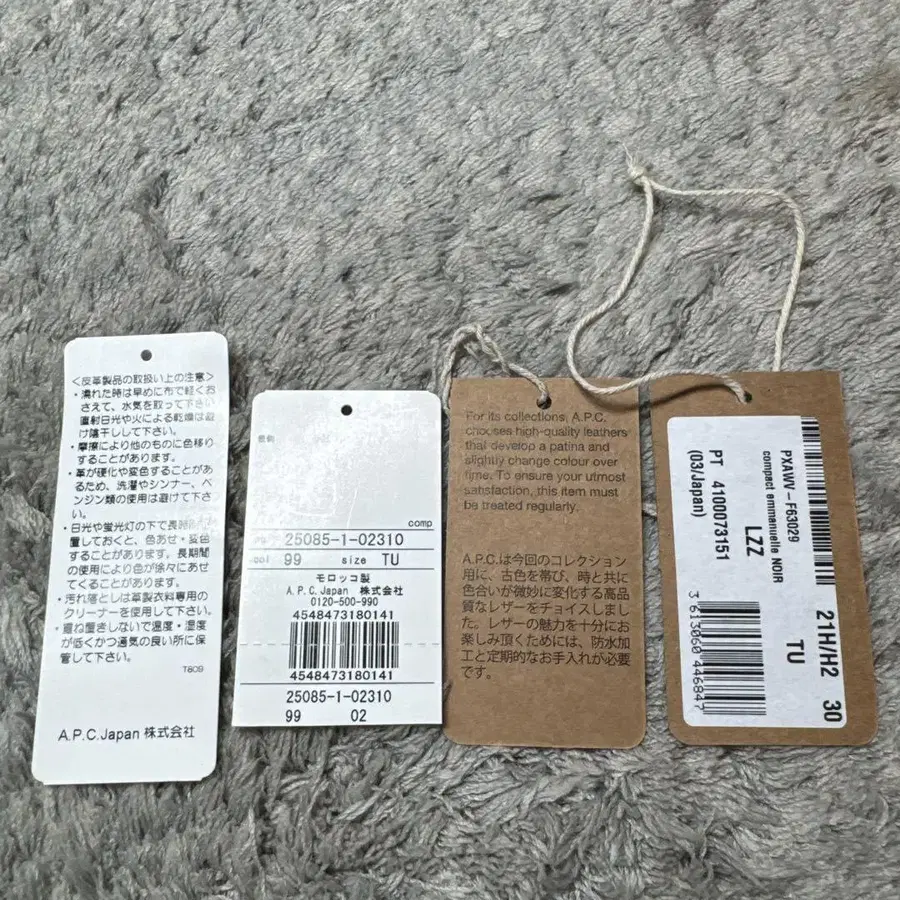 <皮革製品の取扱い上の注意>
・濡れた時は早めに布で軽くお
さえて、水気を取って下さい
直射日光や火による乾燥は避
け陰干しして下さい。
・摩擦により他のものに色移り
することがあります。
・革が硬化や変色することがあ
るため、洗濯やシンナー、ベ
ンジン類の使用は避けて下さ
い。
・日光や蛍光灯の下で長時間放
置しておくと、色あせ・変色
することがあります。長期間
の使用により色が徐々にあせ
てくることがあります。
・汚れ落としは革製衣料専用の
クリーナーを使用して下さい。
・重ね置きしないで温度・湿度
が低くかつ通気の良い所に保
管して下さい。
T809
A.P.C.Japan 株式会社
comp
25085-1-02310
col 99 size TU
モロッコ製
A.P.C.Japan 株式会社
0120-500-990
4548473180141
4548473180141
25085-1-02310
99 02
For its collections, A.P.C.
chooses high-quality leathers
that develop a patina and
slightly change colour over
time. To ensure your utmost
satisfaction, this item must
be treated regularly.
A.P.C.は今回のコレクション
用に、古色を帯び、時と共に
色合いが微妙に変化する高品
質なレザーをチョイスしまし
た。レザーの魅力を十分にお
楽しみ頂くためには、防水加
工と定期的なお手入れが必要
です。
PXAWV-F63029 21H/H2 30
compact emmanuelle NOIR
LZZ TU
PT 4100073151
(03/Japan)
3 613060 446847